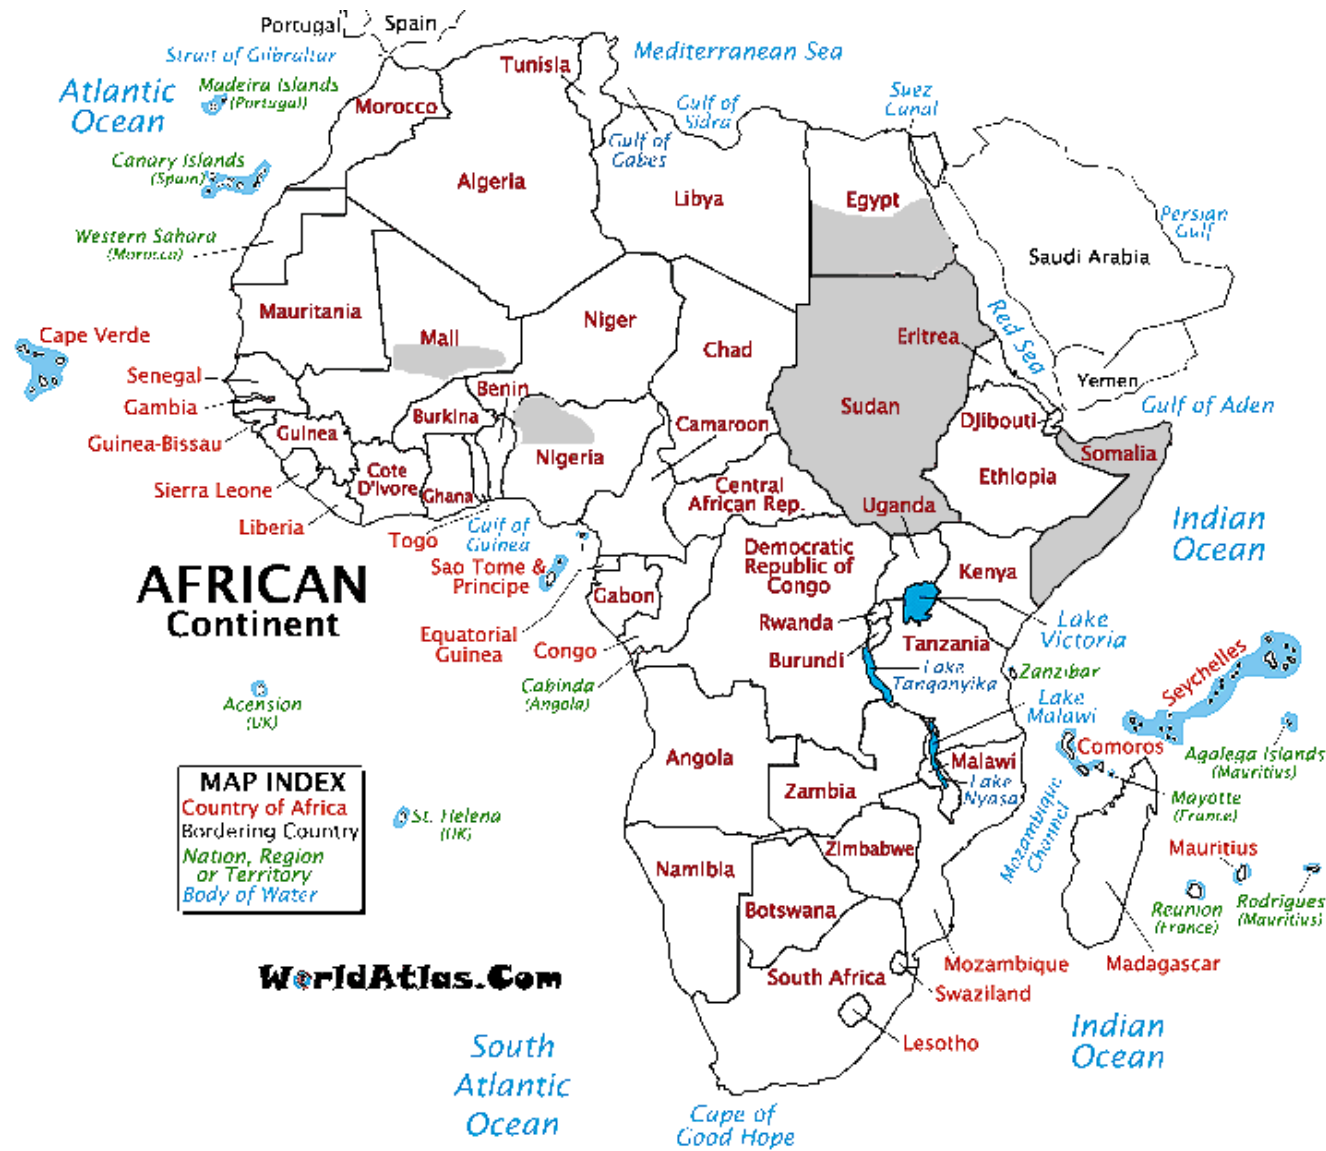 Portugal
Spain
Strait of Gibraltar
Mediterranean Sea
Tunisia
Atlantic
Ocean
Madeira Islands
(Portugal)
Morocco
Gulf of
Sidra
Suez
Canal
Gulf of
Gabes
Canary Islands
(Spain)
Algeria
Libya
Egypt
Persian
Gulf
Western Sahara
(Morocco)
Saudi Arabia
Mauritania
Niger
Red Sea
Cape Verde
Mali
Chad
Eritrea
Senegal
Benin
Yemen
Gambia
Burkina
Sudan
Gulf of Aden
Guinea-Bissau
Guinea
Camaroon
Djibouti
Nigeria
Somalia
Cote
D'Ivore
Ethiopia
Sierra Leone
Ghana
Central
African Rep.
Uganda
Liberia
Togo
Gulf of
Guinea
Indian
Ocean
Democratic
Republic of
Congo
Sao Tome &
Principe
Kenya
AFRICAN
Continent
Gabon
Rwanda
Lake
Victoria
Equatorial
Guinea
Congo
Tanzania
Burundi
Lake
Tanganyika
Zanzibar
Seychelles
Cabinda
(Angola)
Acension
(UK)
Lake
Malawi
Comoros
Agalega Islands
(Mauritius)
Angola
Malawi
Zambia
Lake
Nyasa
Mayotte
(France)
MAP INDEX
Country of Africa
Bordering Country
Nation, Region
or Territory
Body of Water
St. Helena
(UK)
Mozambique
Channel
Zimbabwe
Mauritius
Namibia
Botswana
Reunion
(France)
Rodrigues
(Mauritius)
WorldAtlas.Com
South Africa
Mozambique
Madagascar
Swaziland
Lesotho
Indian
Ocean
South
Atlantic
Ocean
Cape of
Good Hope